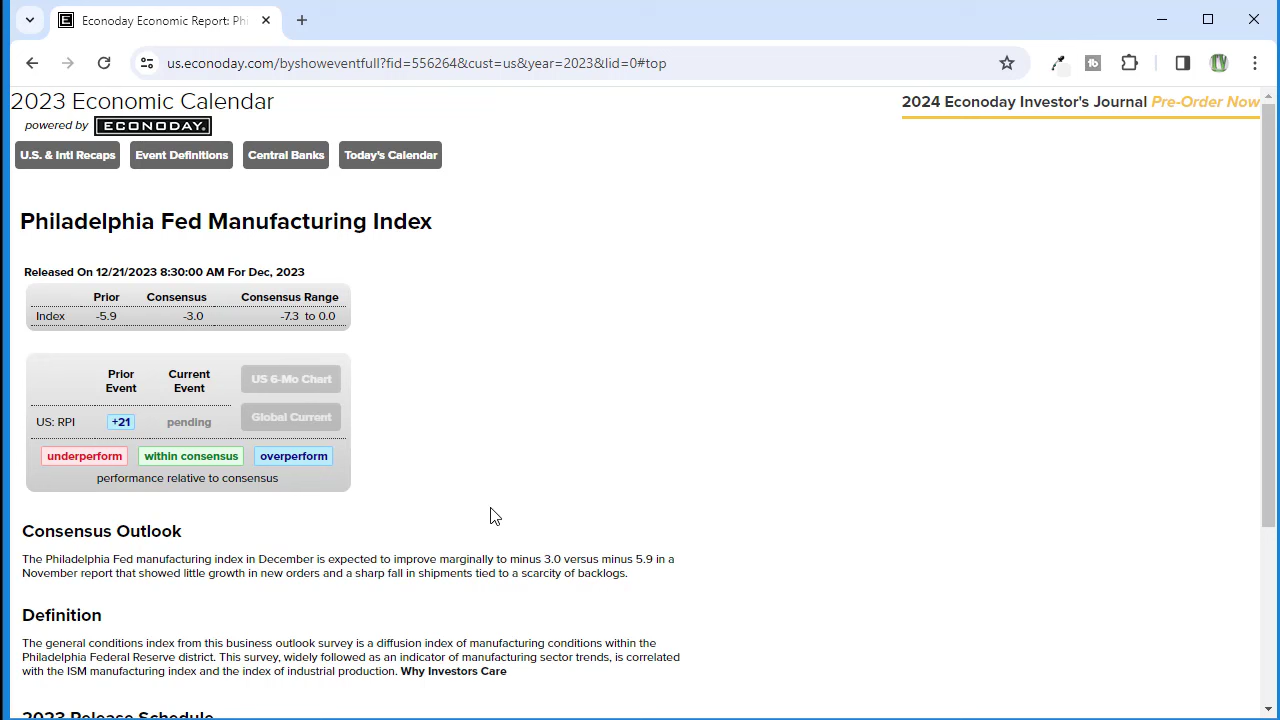 Econoday Economic Report: Phi
us.econoday.com/byshoweventfull?fid=556264&cust=us&year=2023&lid=0#top
2023 Economic Calendar
2024 Econoday Investor's Journal Pre-Order Now
powered by ECONODAY
U.S. & Intl Recaps Event Definitions Central Banks Today's Calendar
Philadelphia Fed Manufacturing Index
Released On 12/21/2023 8:30:00 AM For Dec, 2023
Prior Consensus Consensus Range
Index -5.9 -3.0 -7.3 to 0.0
Prior Event Current Event US 6-Mo Chart
Global Current
US: RPI +21 pending
underperform within consensus overperform
performance relative to consensus
Consensus Outlook
The Philadelphia Fed manufacturing index in December is expected to improve marginally to minus 3.0 versus minus 5.9 in a
November report that showed little growth in new orders and a sharp fall in shipments tied to a scarcity of backlogs.
Definition
The general conditions index from this business outlook survey is a diffusion index of manufacturing conditions within the
Philadelphia Federal Reserve district. This survey, widely followed as an indicator of manufacturing sector trends, is correlated
with the ISM manufacturing index and the index of industrial production. Why Investors Care
2023 Release Schedule